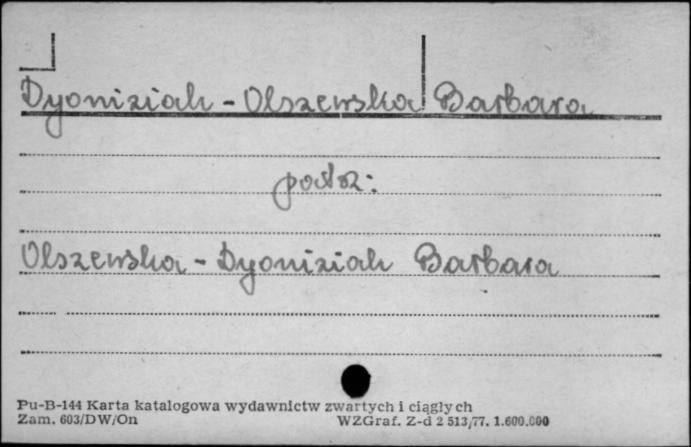 Dyoniziak - Olszewska Barbara
patrz:
Olszewska - Dyoniziak Barbara
Pu-B-144 Karta katalogowa wydawnictw zwartych i ciągłych
Zam. 603/DW/On WZGraf. Z-d 2 513/77. 1.600.000